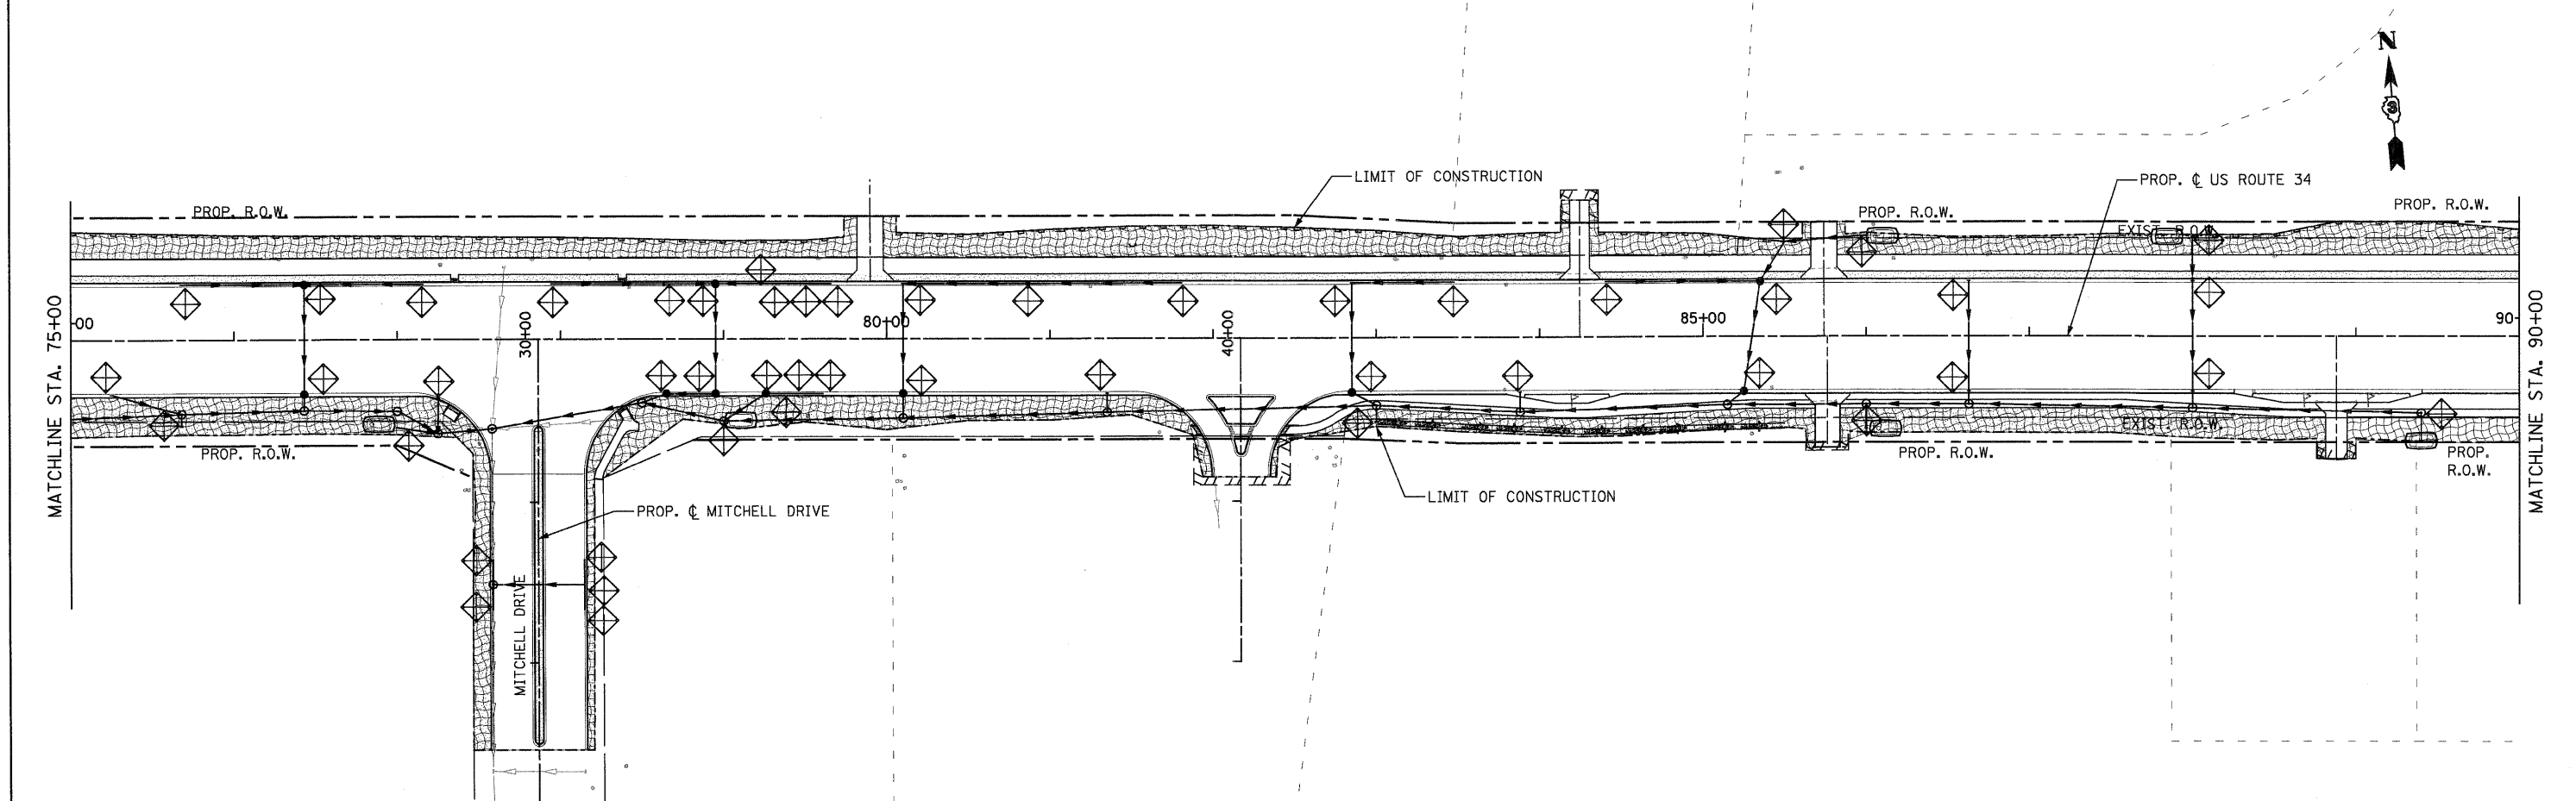 N
3
LIMIT OF CONSTRUCTION
PROP. ℄ US ROUTE 34
PROP. R.O.W.
PROP. R.O.W.
PROP. R.O.W.
EXIST. R.O.W.
MATCHLINE STA. 75+00
00
30+00
80+00
40+00
85+00
90
MATCHLINE STA. 90+00
PROP. R.O.W.
EXIST. R.O.W.
PROP. R.O.W.
PROP.
R.O.W.
LIMIT OF CONSTRUCTION
PROP. ℄ MITCHELL DRIVE
MITCHELL DRIVE